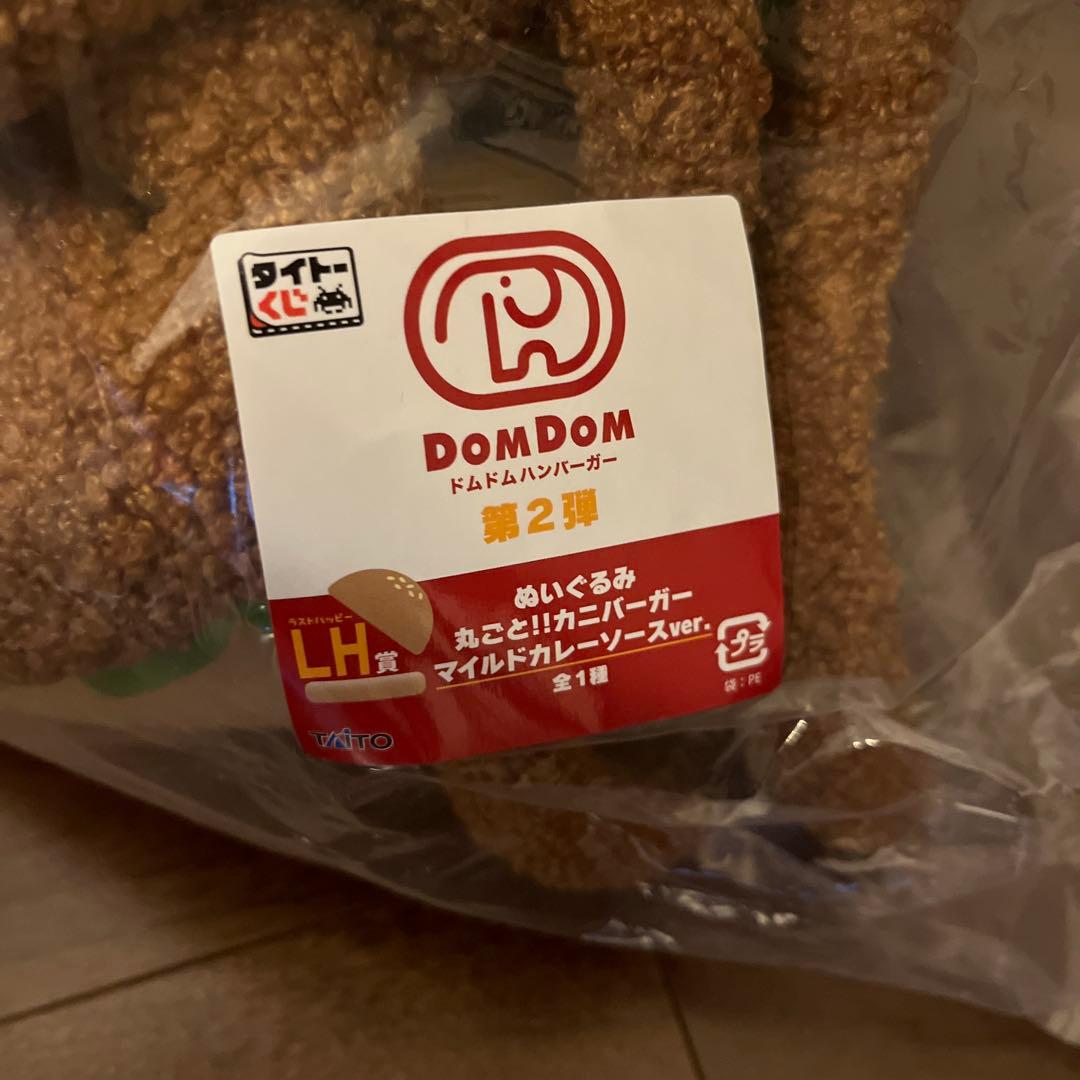 タイトー
くじ
DOMDOM
ドムドムハンバーガー
第2弾
ぬいぐるみ
丸ごと!!カニバーガー
マイルドカレーソースver.
全1種
ラストハッピー
LH賞
プラ
袋:PE
TAITO